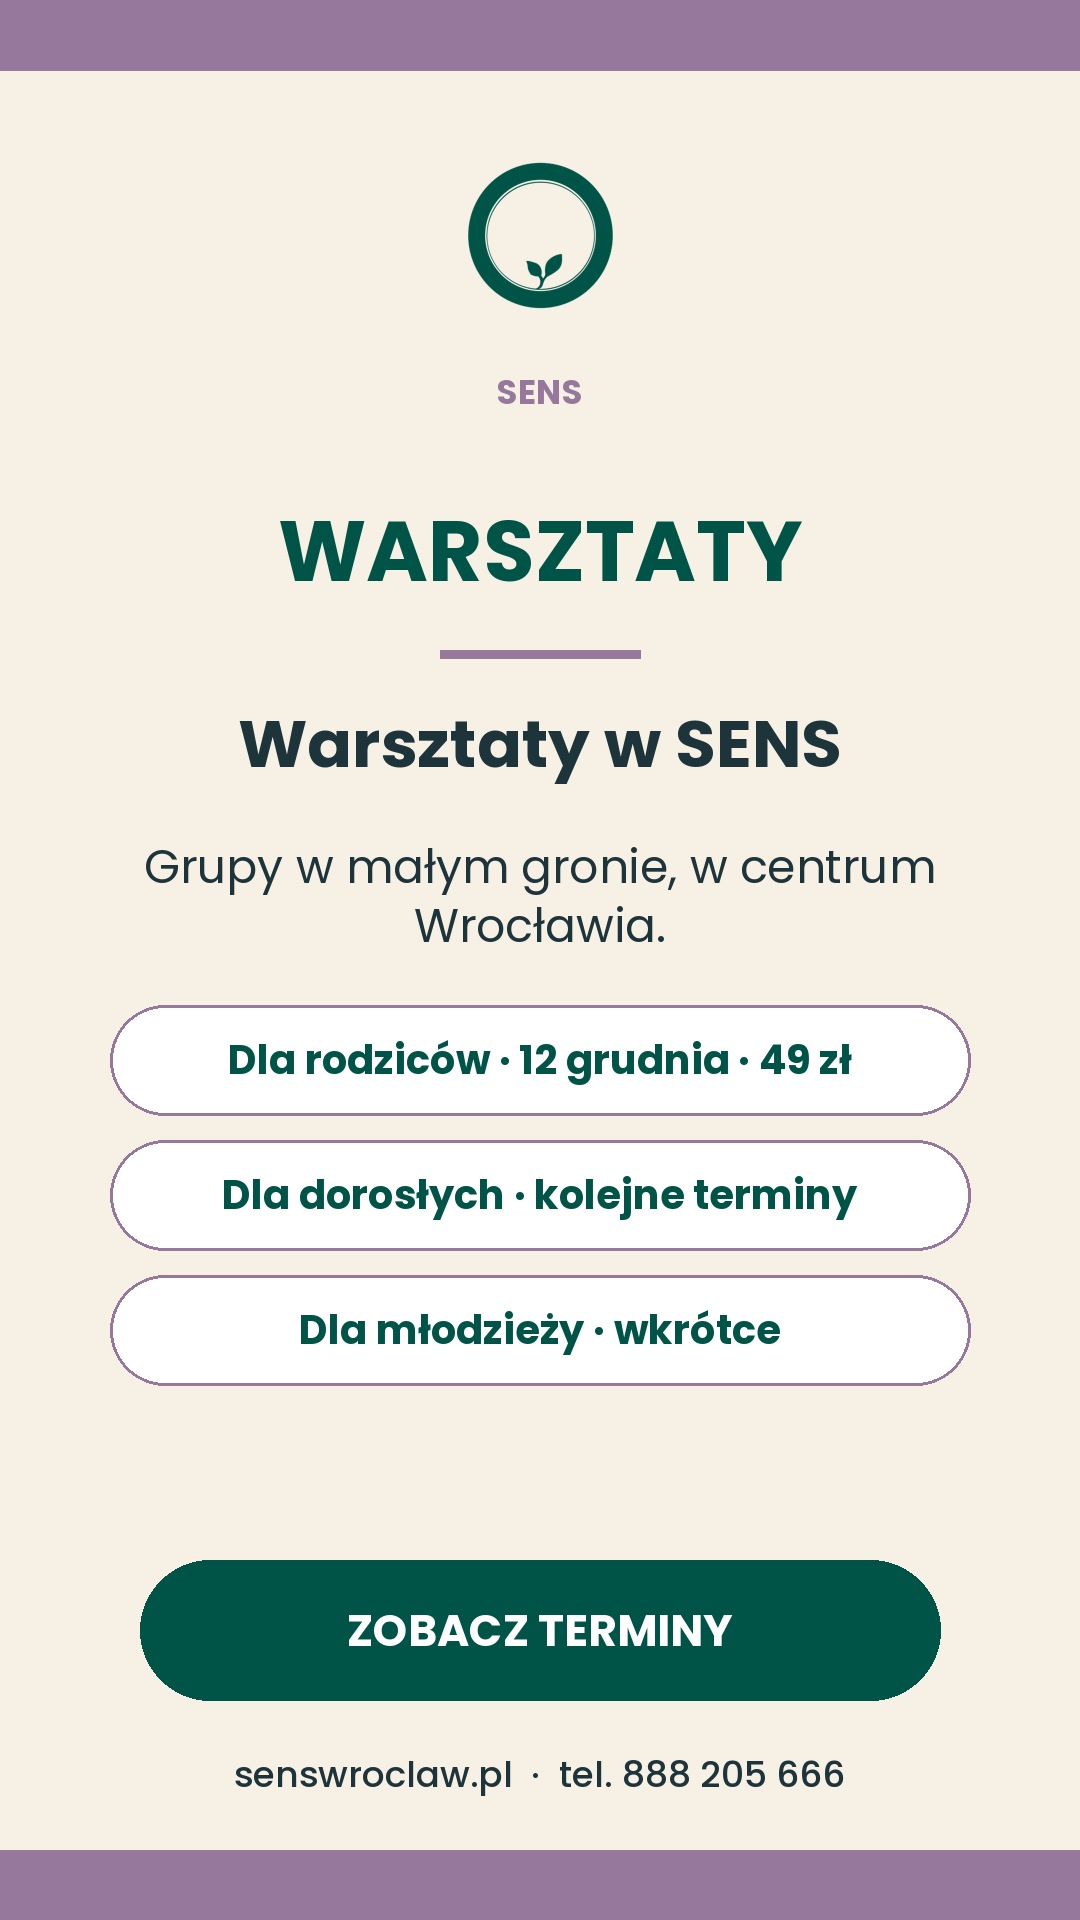 SENS
WARSZTATY
Warsztaty w SENS
Grupy w małym gronie, w centrum
Wrocławia.
Dla rodziców · 12 grudnia · 49 zł
Dla dorosłych · kolejne terminy
Dla młodzieży · wkrótce
ZOBACZ TERMINY
senswroclaw.pl · tel. 888 205 666